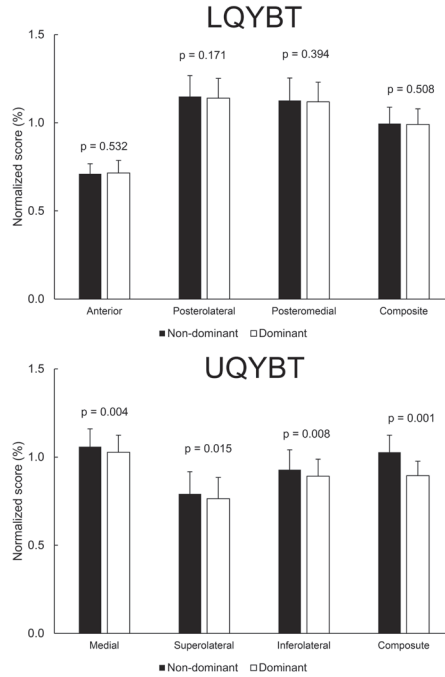 LQYBT
1.5
p = 0.171
p = 0.394
p = 0.508
p = 0.532
1.0
0.5
0.0
Normalized score (%)
Anterior Posterolateral Posteromedial Composite
Non-dominant Dominant
UQYBT
1.5
p = 0.004
p = 0.015
p = 0.008
p = 0.001
1.0
0.5
0.0
Normalized score (%)
Medial Superolateral Inferolateral Composute
Non-dominant Dominant